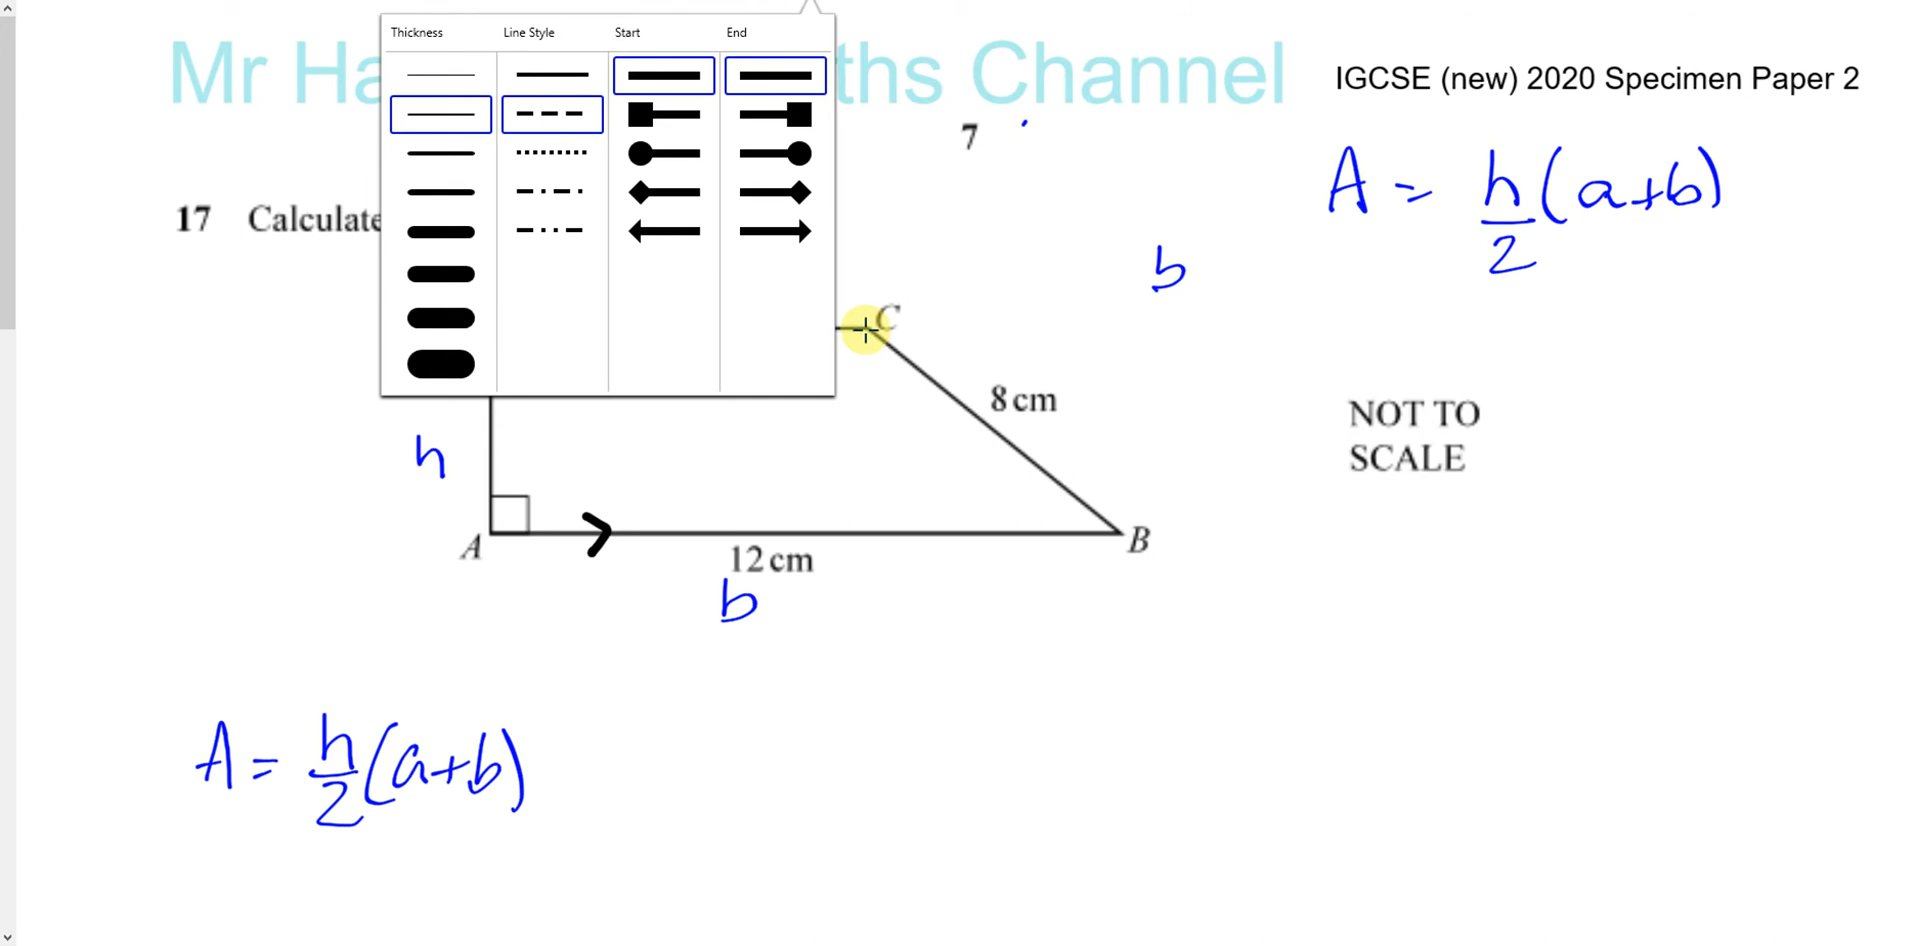 Thickness Line Style Start End
Mr Ha ths Channel
IGCSE (new) 2020 Specimen Paper 2
7
A = h/2 (a+b)
17 Calculate
b
C
8 cm
NOT TO
SCALE
h
A
B
12 cm
b
A = h/2 (a+b)